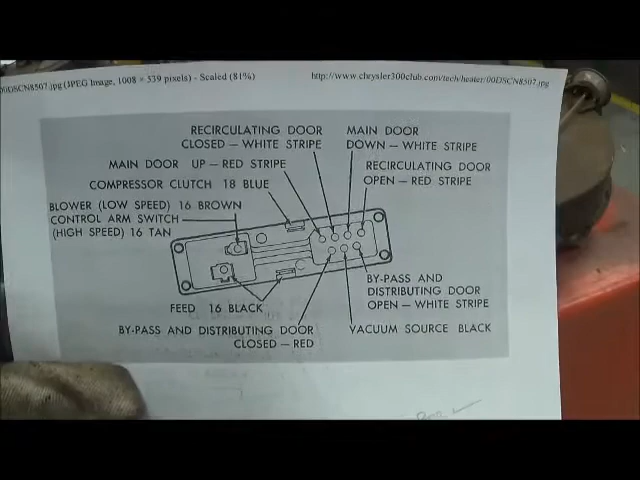 00DSCN8507.jpg (JPEG Image, 1008 × 539 pixels) - Scaled (81%)
http://www.chrysler300club.com/tech/heater/00DSCN8507.jpg
RECIRCULATING DOOR
CLOSED – WHITE STRIPE
MAIN DOOR
DOWN – WHITE STRIPE
MAIN DOOR UP – RED STRIPE
RECIRCULATING DOOR
OPEN – RED STRIPE
COMPRESSOR CLUTCH 18 BLUE
BLOWER (LOW SPEED) 16 BROWN
CONTROL ARM SWITCH
(HIGH SPEED) 16 TAN
BY-PASS AND
DISTRIBUTING DOOR
OPEN – WHITE STRIPE
FEED 16 BLACK
BY-PASS AND DISTRIBUTING DOOR
CLOSED – RED
VACUUM SOURCE BLACK